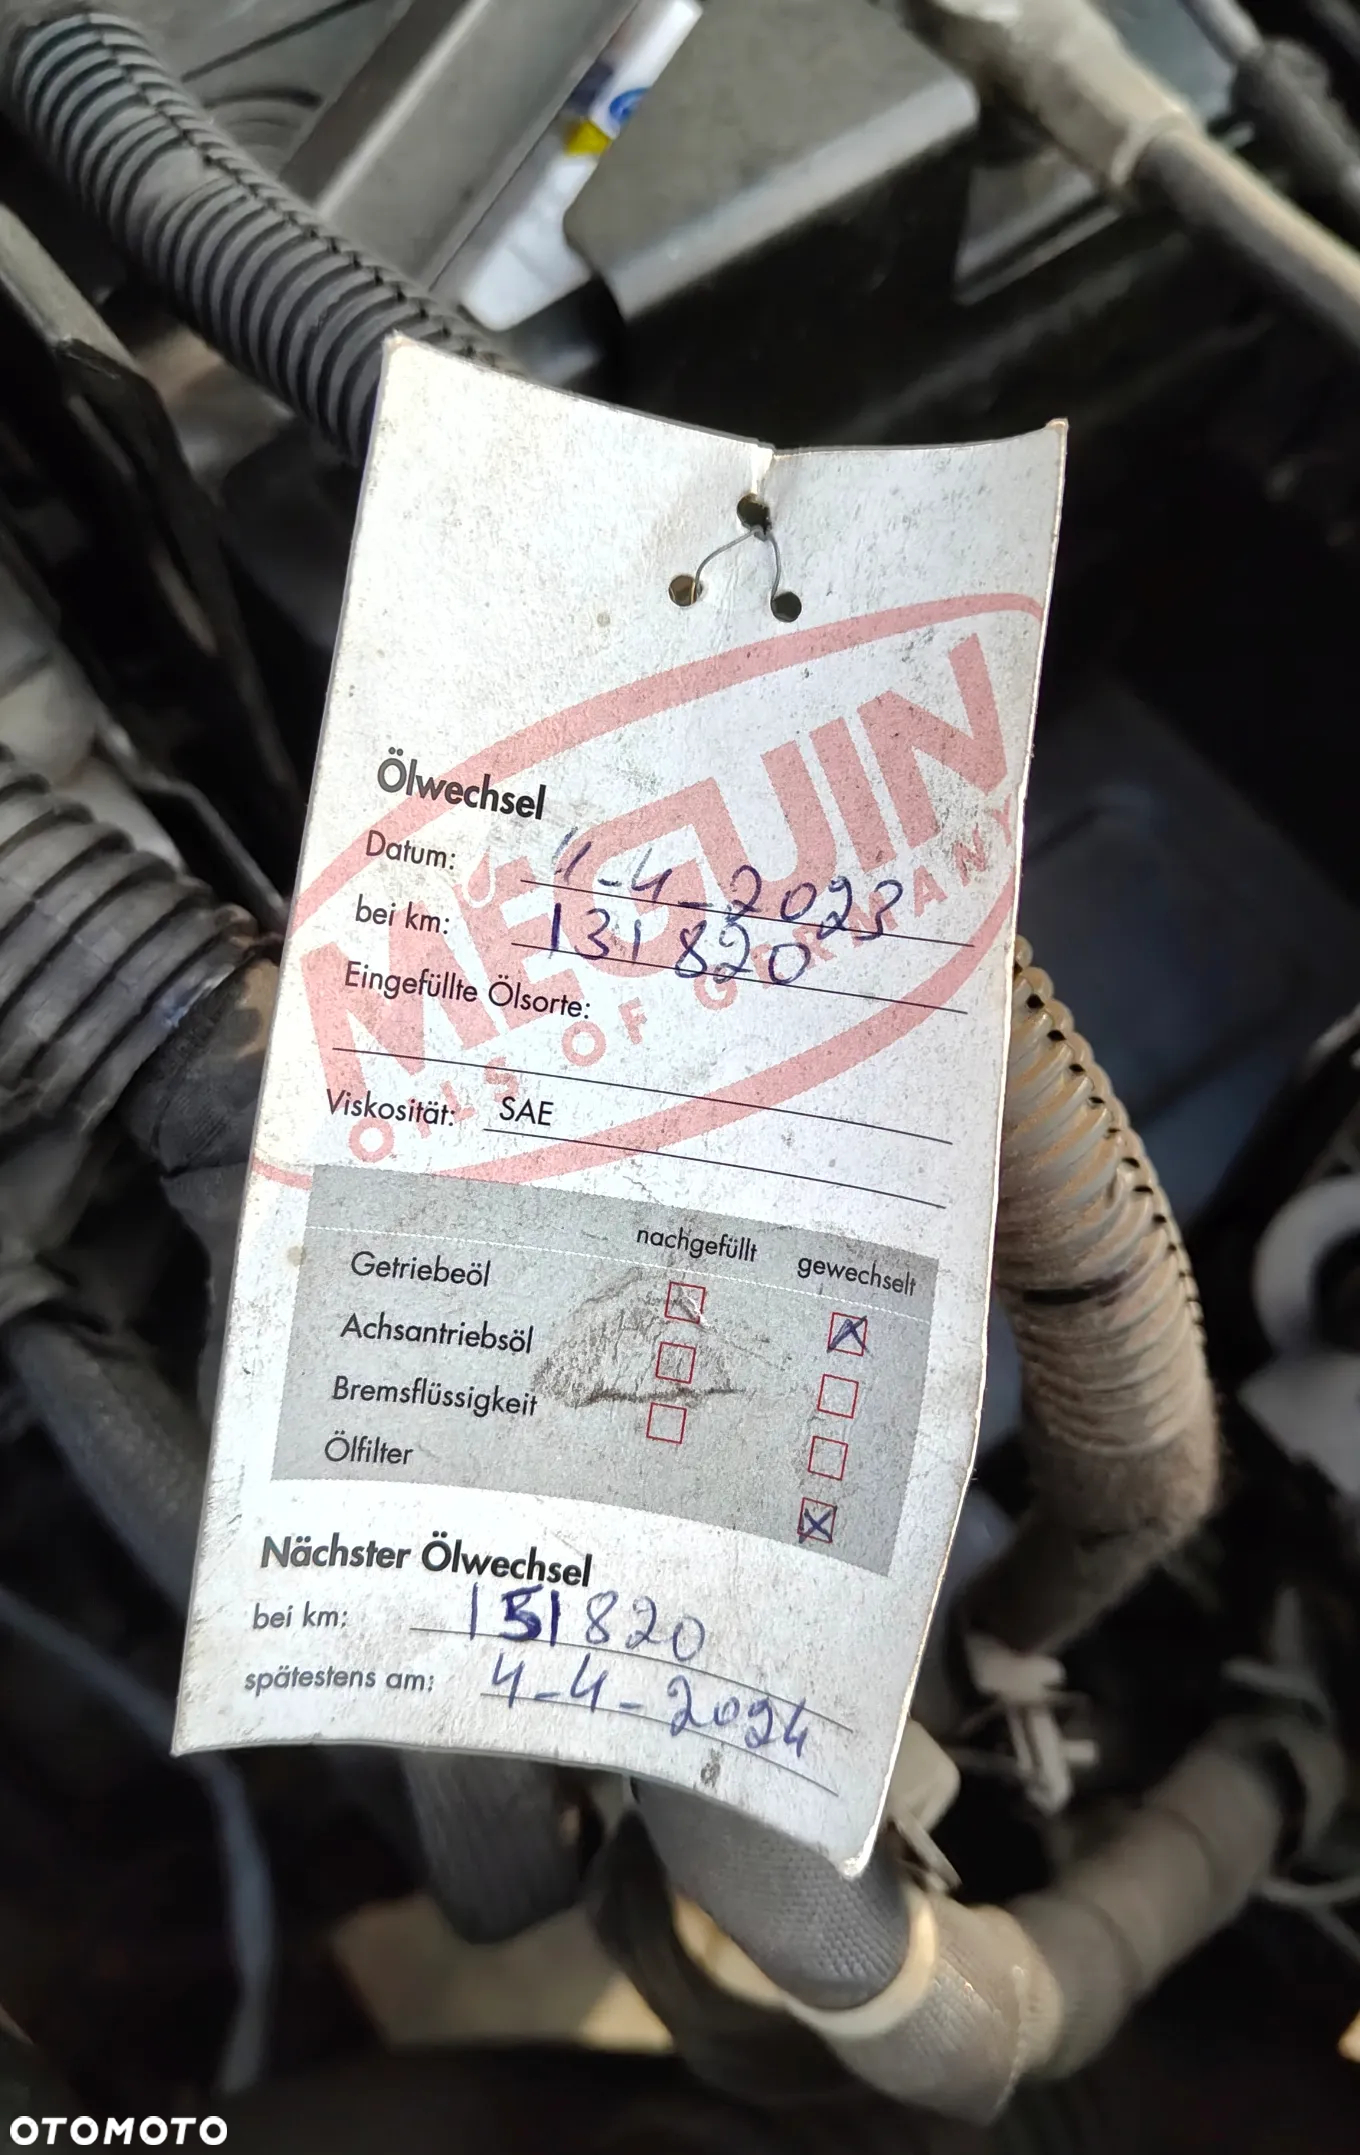 MEGUIN
OILS OF GERMANY
Ölwechsel
Datum: 4-4-2023
bei km: 131820
Eingefüllte Ölsorte:
Viskosität: SAE
nachgefüllt gewechselt
Getriebeöl
Achsantriebsöl
Bremsflüssigkeit
Ölfilter
Nächster Ölwechsel
bei km: 151820
spätestens am: 4-4-2024
OTOMOTO